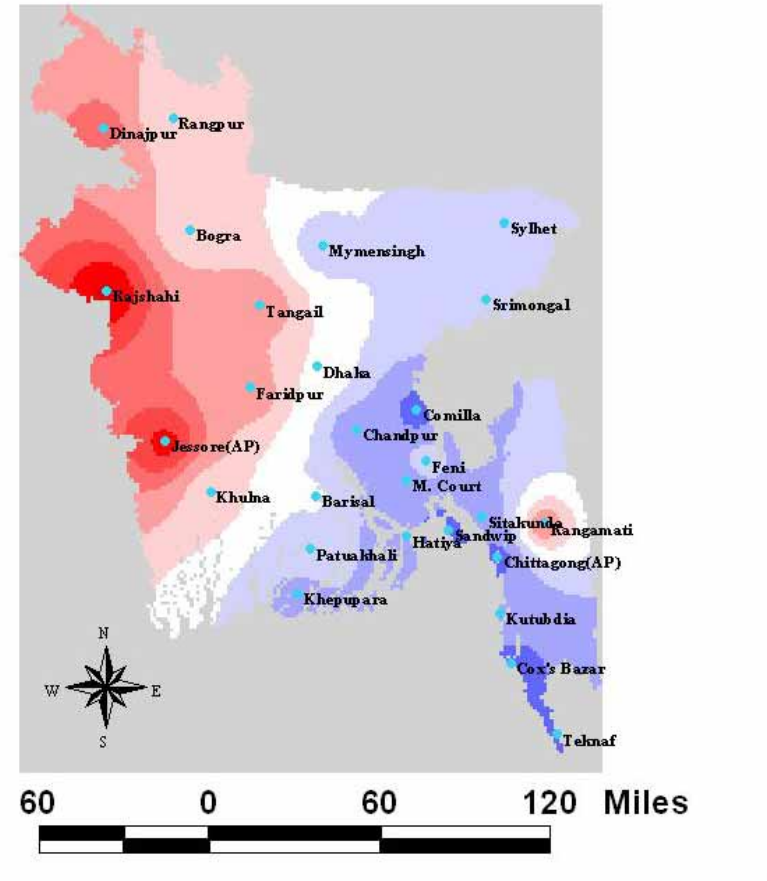 Dinajpur
Rangpur
Bogra
Sylhet
Mymensingh
Rajshahi
Tangail
Srimongal
Dhaka
Faridpur
Comilla
Chandpur
Jessore(AP)
Feni
M. Court
Khulna
Barisal
Sitakunda
Rangamati
Sandwip
Hatiya
Patuakhali
Chittagong(AP)
Khepupara
Kutubdia
N
Cox's Bazar
W E
S
Teknaf
60 0 60 120 Miles